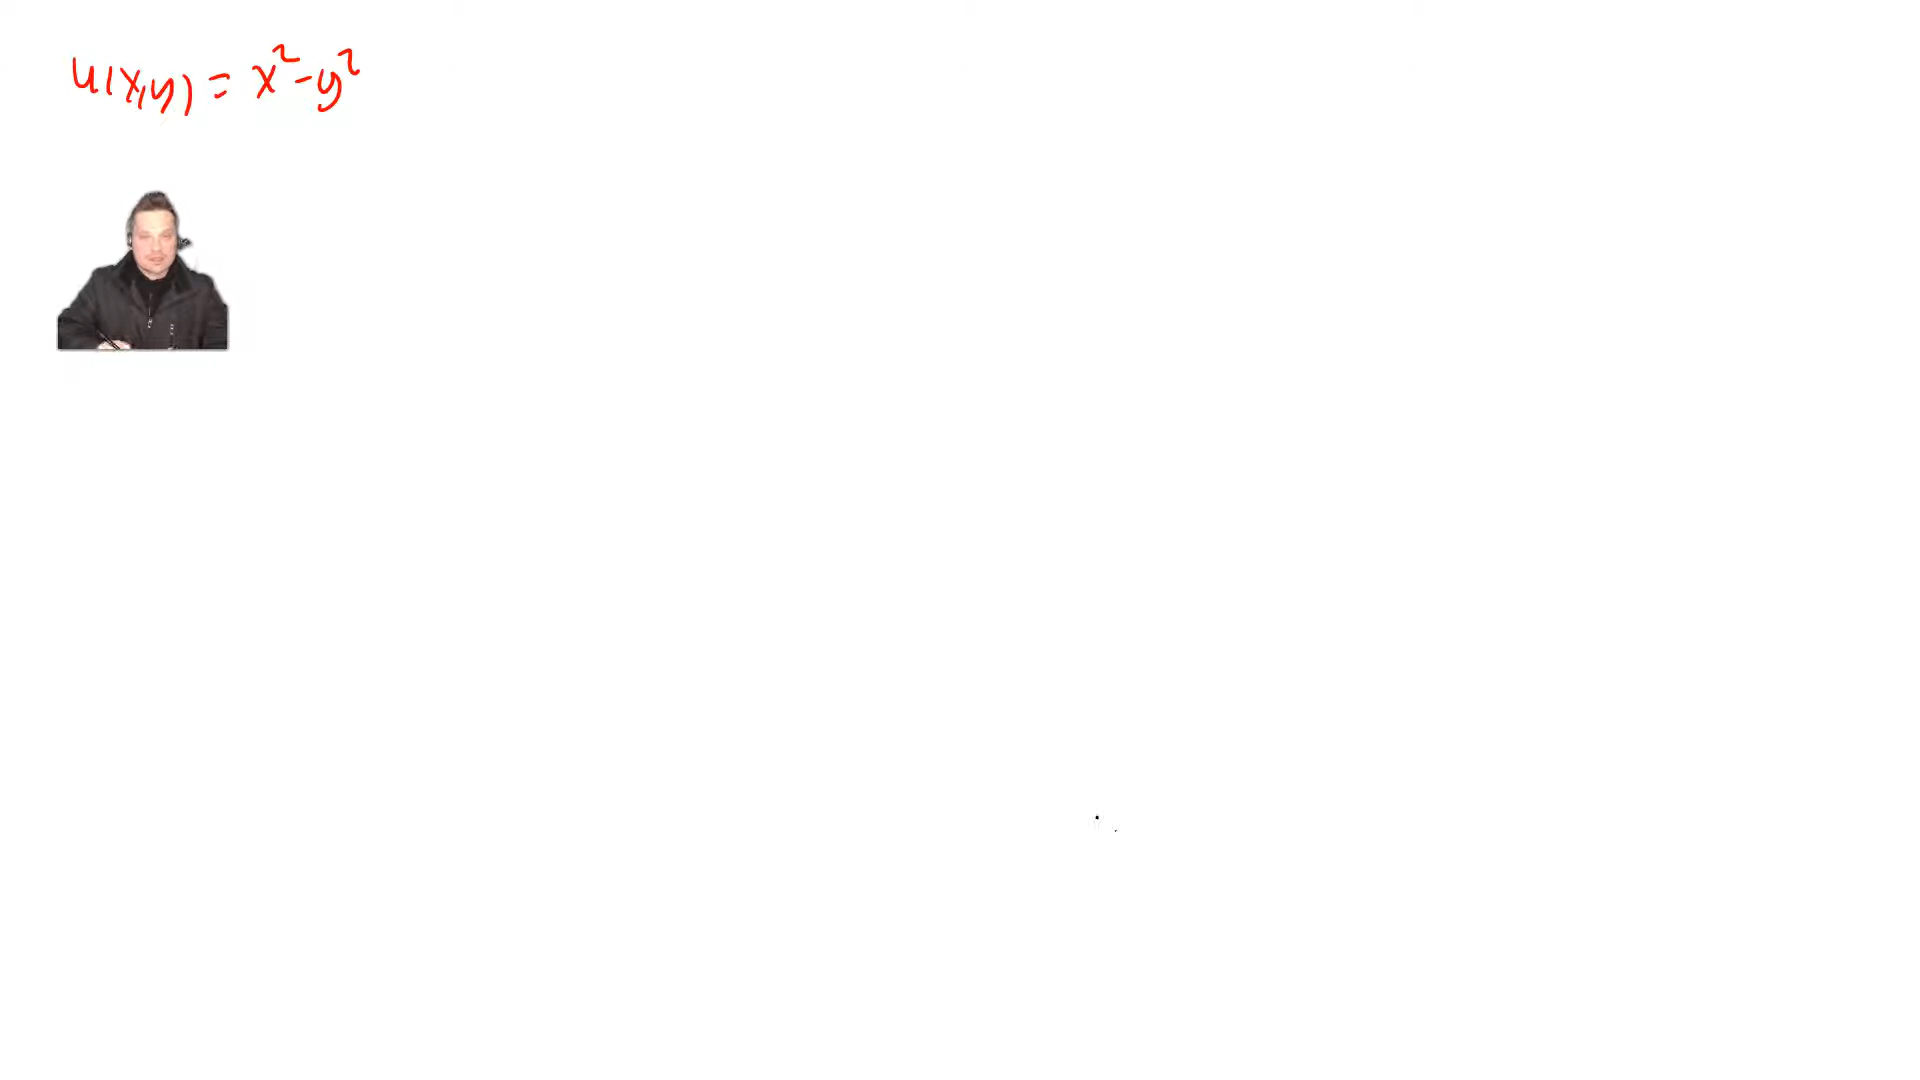 u(x,y) = x² - y²